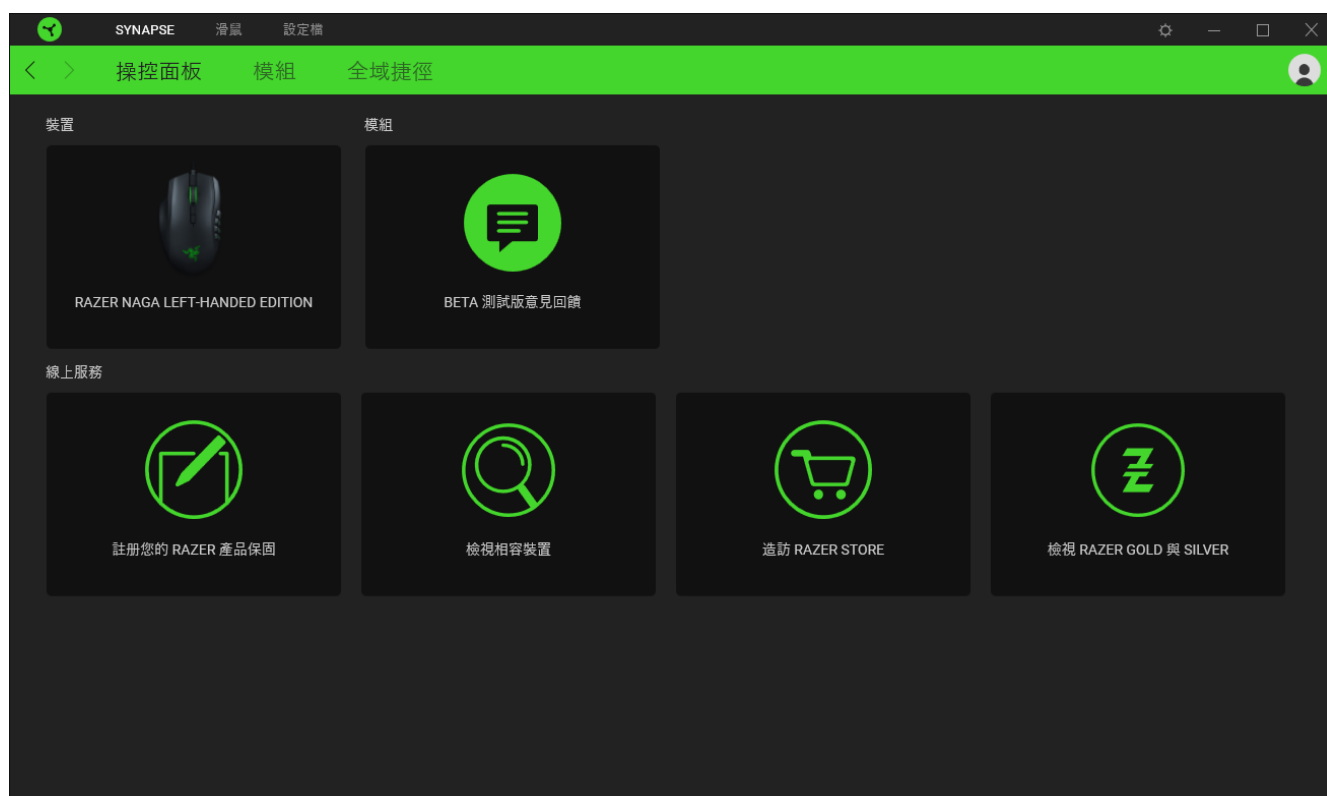 SYNAPSE 滑鼠 設定檔
操控面板 模組 全域捷徑
裝置 模組
RAZER NAGA LEFT-HANDED EDITION BETA 測試版意見回饋
線上服務
註册您的 RAZER 產品保固 檢視相容裝置 造訪 RAZER STORE 檢視 RAZER GOLD 與 SILVER